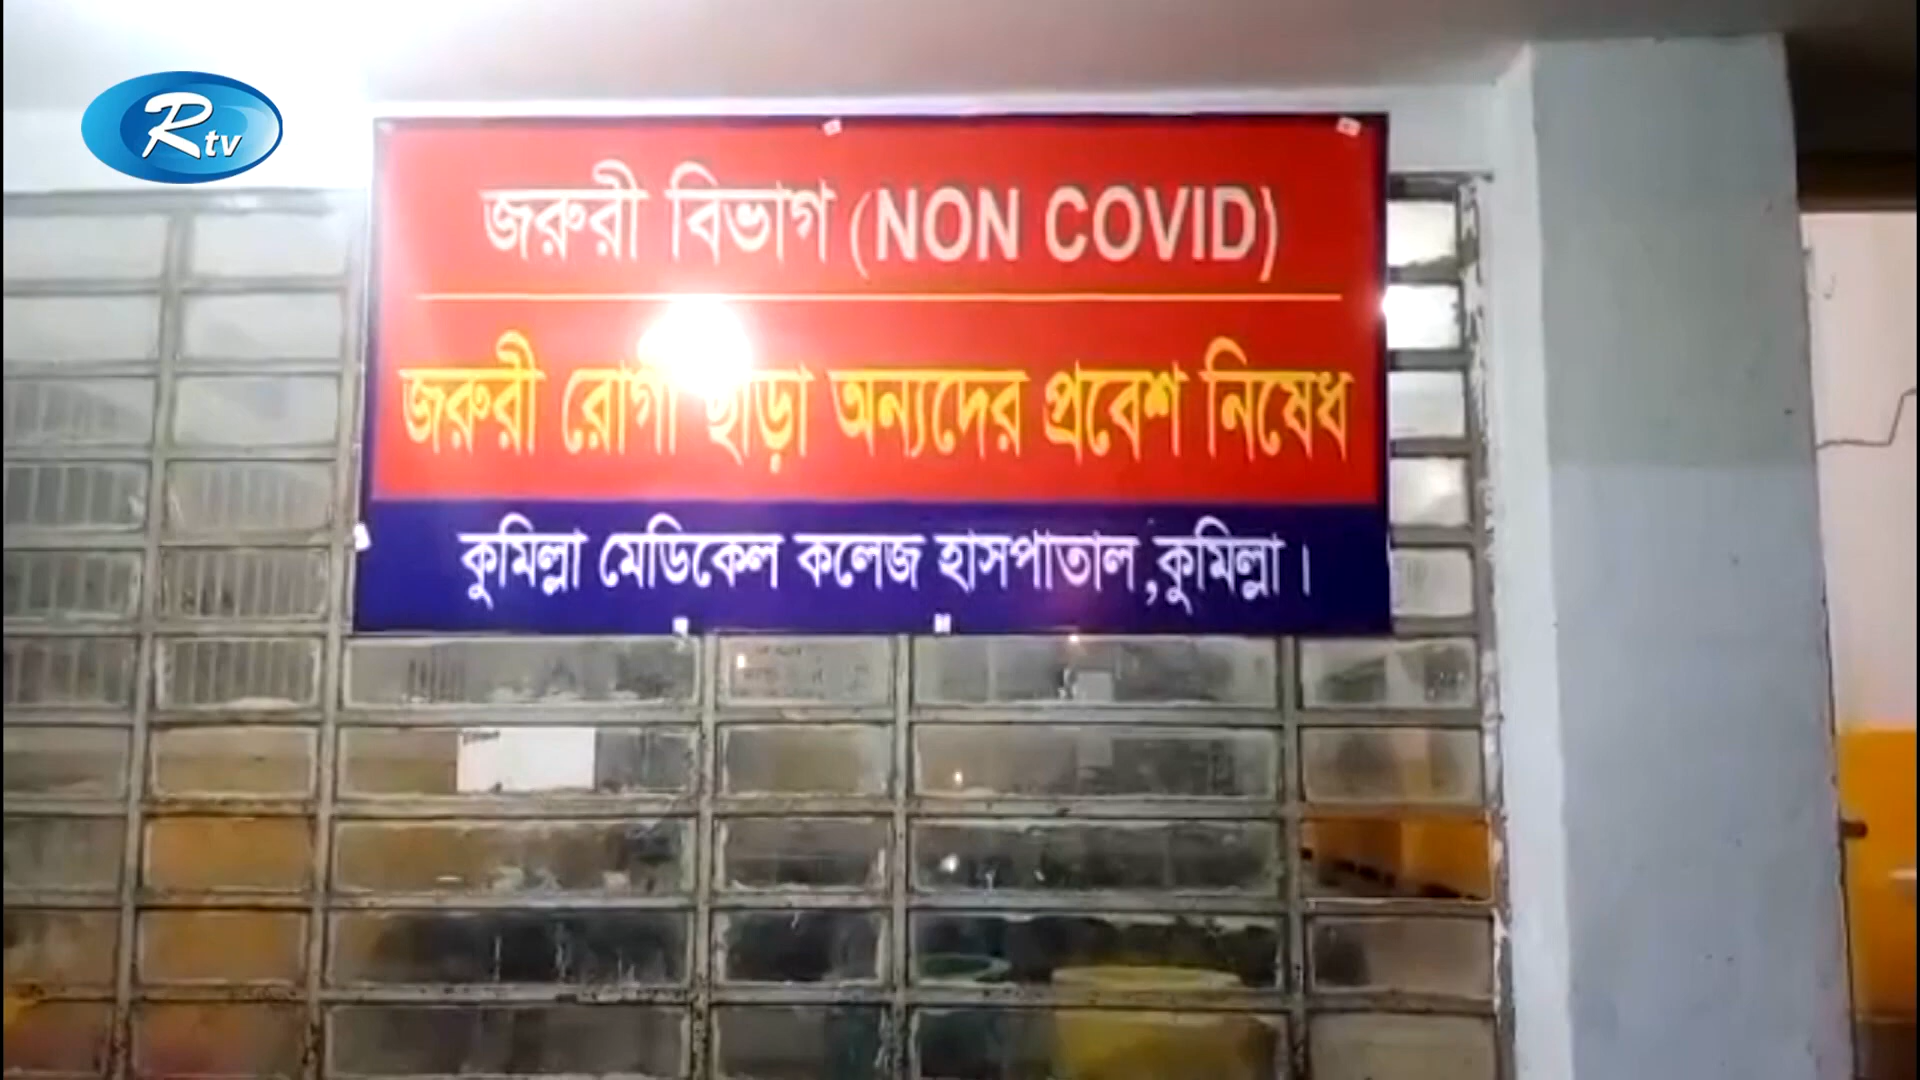 Rtv
জরুরী বিভাগ (NON COVID)
জরুরী রোগী ছাড়া অন্যদের প্রবেশ নিষেধ
কুমিল্লা মেডিকেল কলেজ হাসপাতাল,কুমিল্লা।